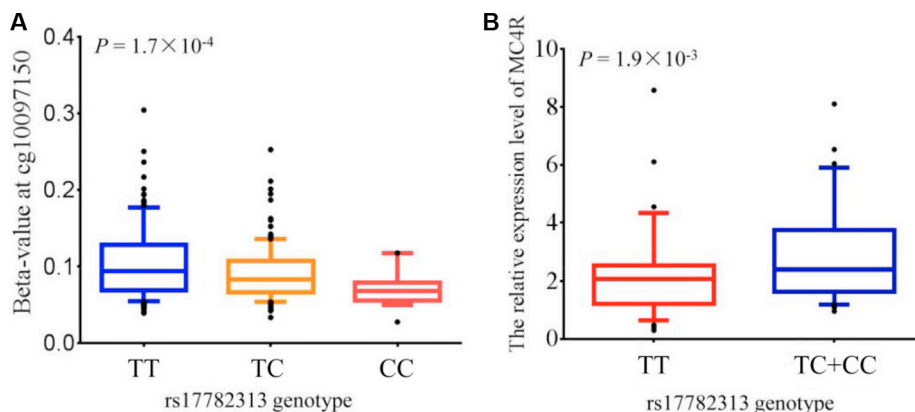 A
P = 1.7×10⁻⁴
Beta-value at cg10097150
0.4
0.3
0.2
0.1
0.0
TT TC CC
rs17782313 genotype
B
P = 1.9×10⁻³
The relative expression level of MC4R
10
8
6
4
2
0
TT TC+CC
rs17782313 genotype